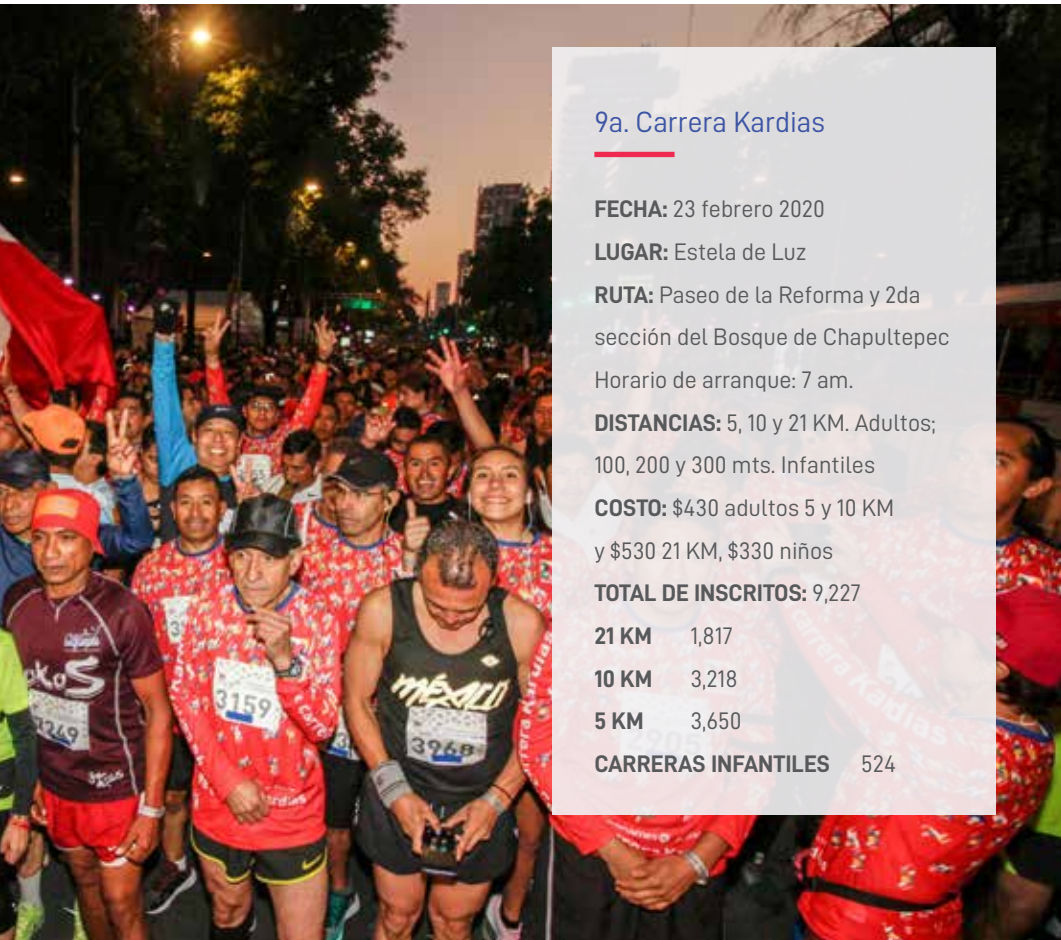 9a. Carrera Kardias
FECHA: 23 febrero 2020
LUGAR: Estela de Luz
RUTA: Paseo de la Reforma y 2da
sección del Bosque de Chapultepec
Horario de arranque: 7 am.
DISTANCIAS: 5, 10 y 21 KM. Adultos;
100, 200 y 300 mts. Infantiles
COSTO: $430 adultos 5 y 10 KM
y $530 21 KM, $330 niños
TOTAL DE INSCRITOS: 9,227
21 KM 1,817
10 KM 3,218
5 KM 3,650
CARRERAS INFANTILES 524
3159
MÉXICO
3968
2905
Carrera Kardias